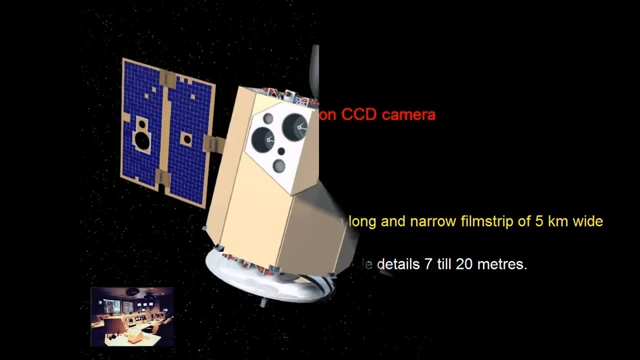 on CCD camera
long and narrow filmstrip of 5 km wide
details 7 till 20 metres.